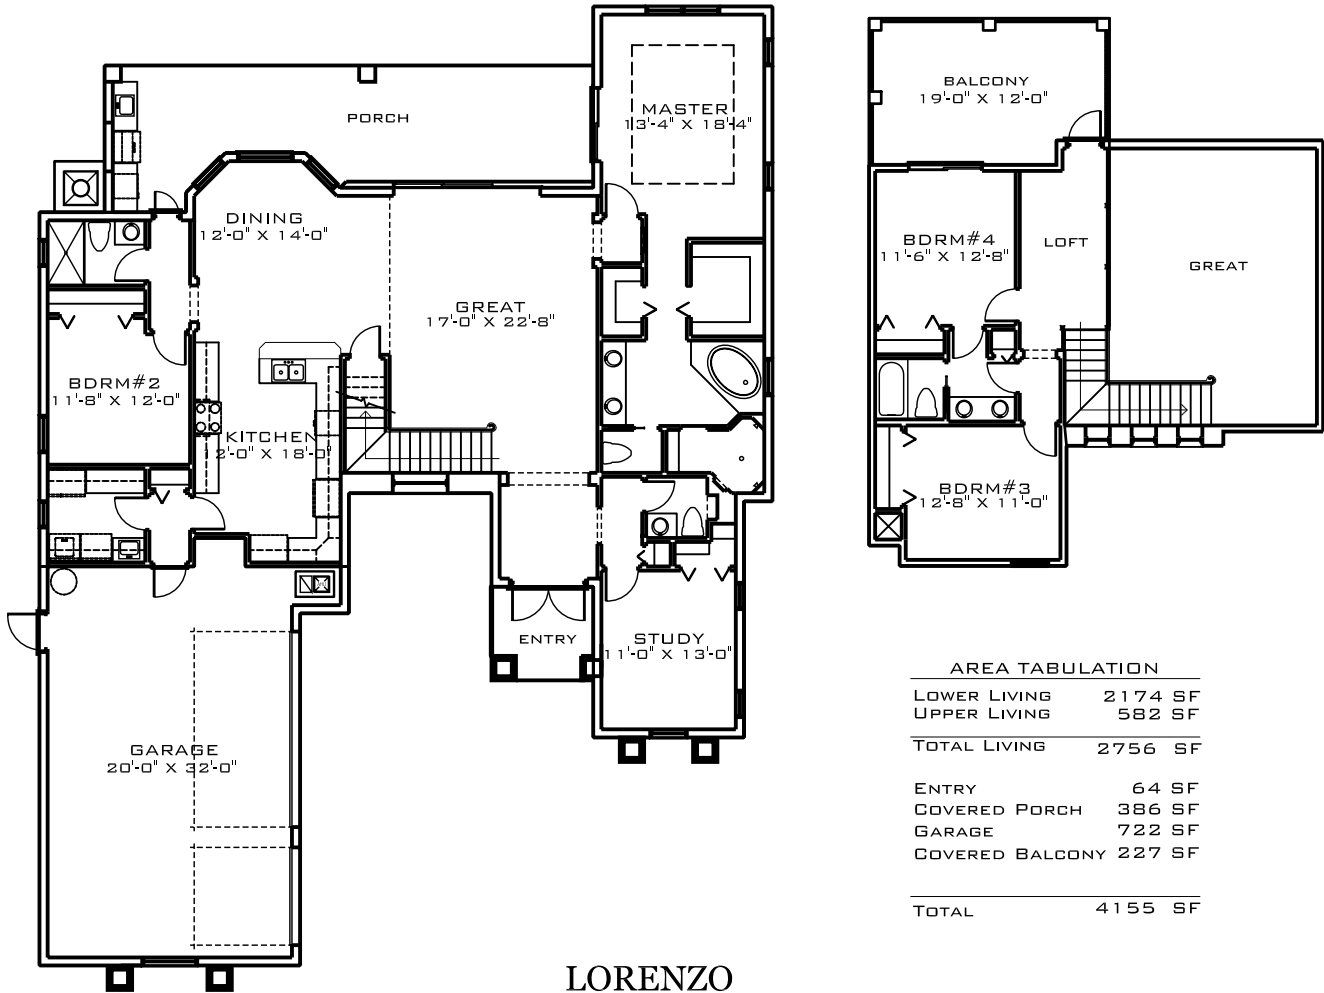 PORCH
MASTER
13'-4" X 18'-4"
DINING
12'-0" X 14'-0"
GREAT
17'-0" X 22'-8"
BDRM#2
11'-8" X 12'-0"
KITCHEN
12'-0" X 18'-0"
ENTRY
STUDY
11'-0" X 13'-0"
GARAGE
20'-0" X 32'-0"
BALCONY
19'-0" X 12'-0"
BDRM#4
11'-6" X 12'-8"
LOFT
GREAT
BDRM#3
12'-8" X 11'-0"
AREA TABULATION
LOWER LIVING 2174 SF
UPPER LIVING 582 SF
TOTAL LIVING 2756 SF
ENTRY 64 SF
COVERED PORCH 386 SF
GARAGE 722 SF
COVERED BALCONY 227 SF
TOTAL 4155 SF
LORENZO